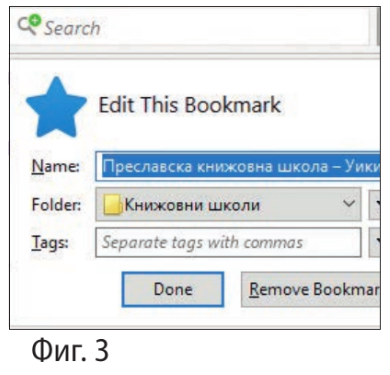 Search
Edit This Bookmark
Name: Преславска книжовна школа – Уики
Folder: Книжовни школи
Tags: Separate tags with commas
Done Remove Bookmar
Фиг. 3